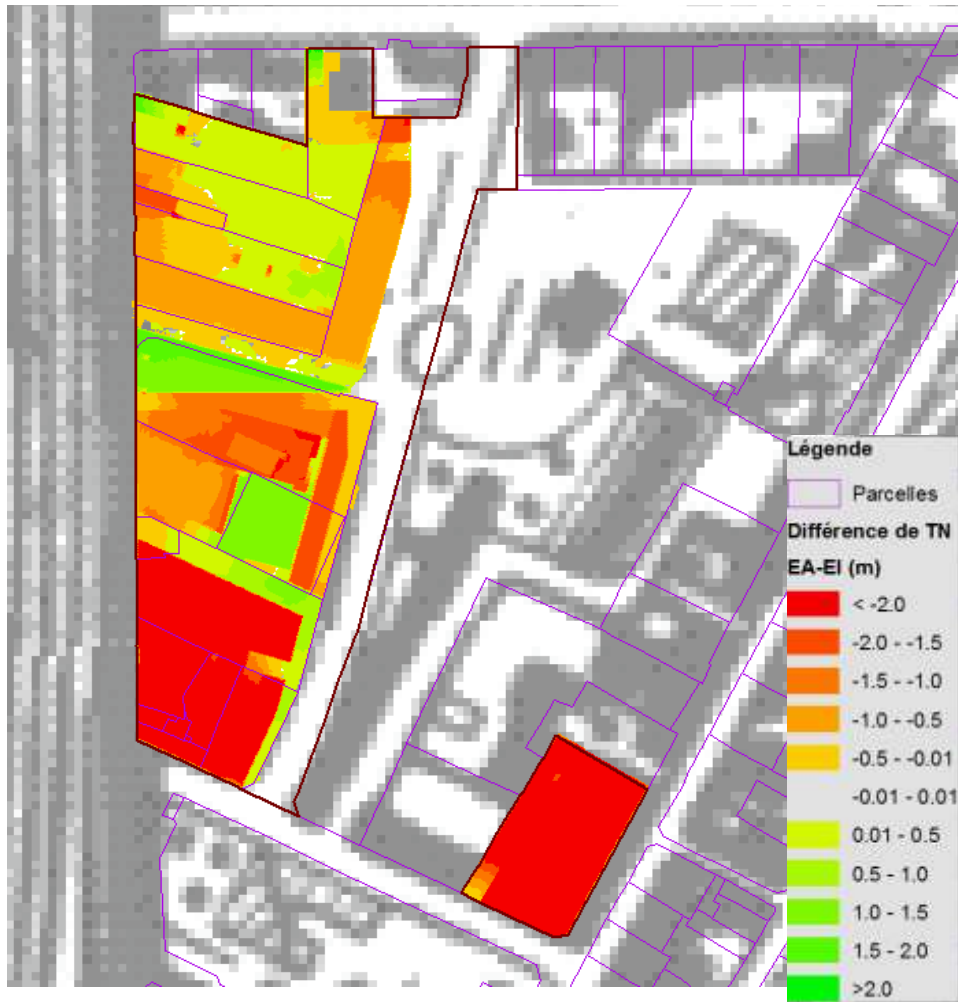 Légende
Parcelles
Différence de TN
EA-EI (m)
< -2.0
-2.0 - -1.5
-1.5 - -1.0
-1.0 - -0.5
-0.5 - -0.01
-0.01 - 0.01
0.01 - 0.5
0.5 - 1.0
1.0 - 1.5
1.5 - 2.0
>2.0